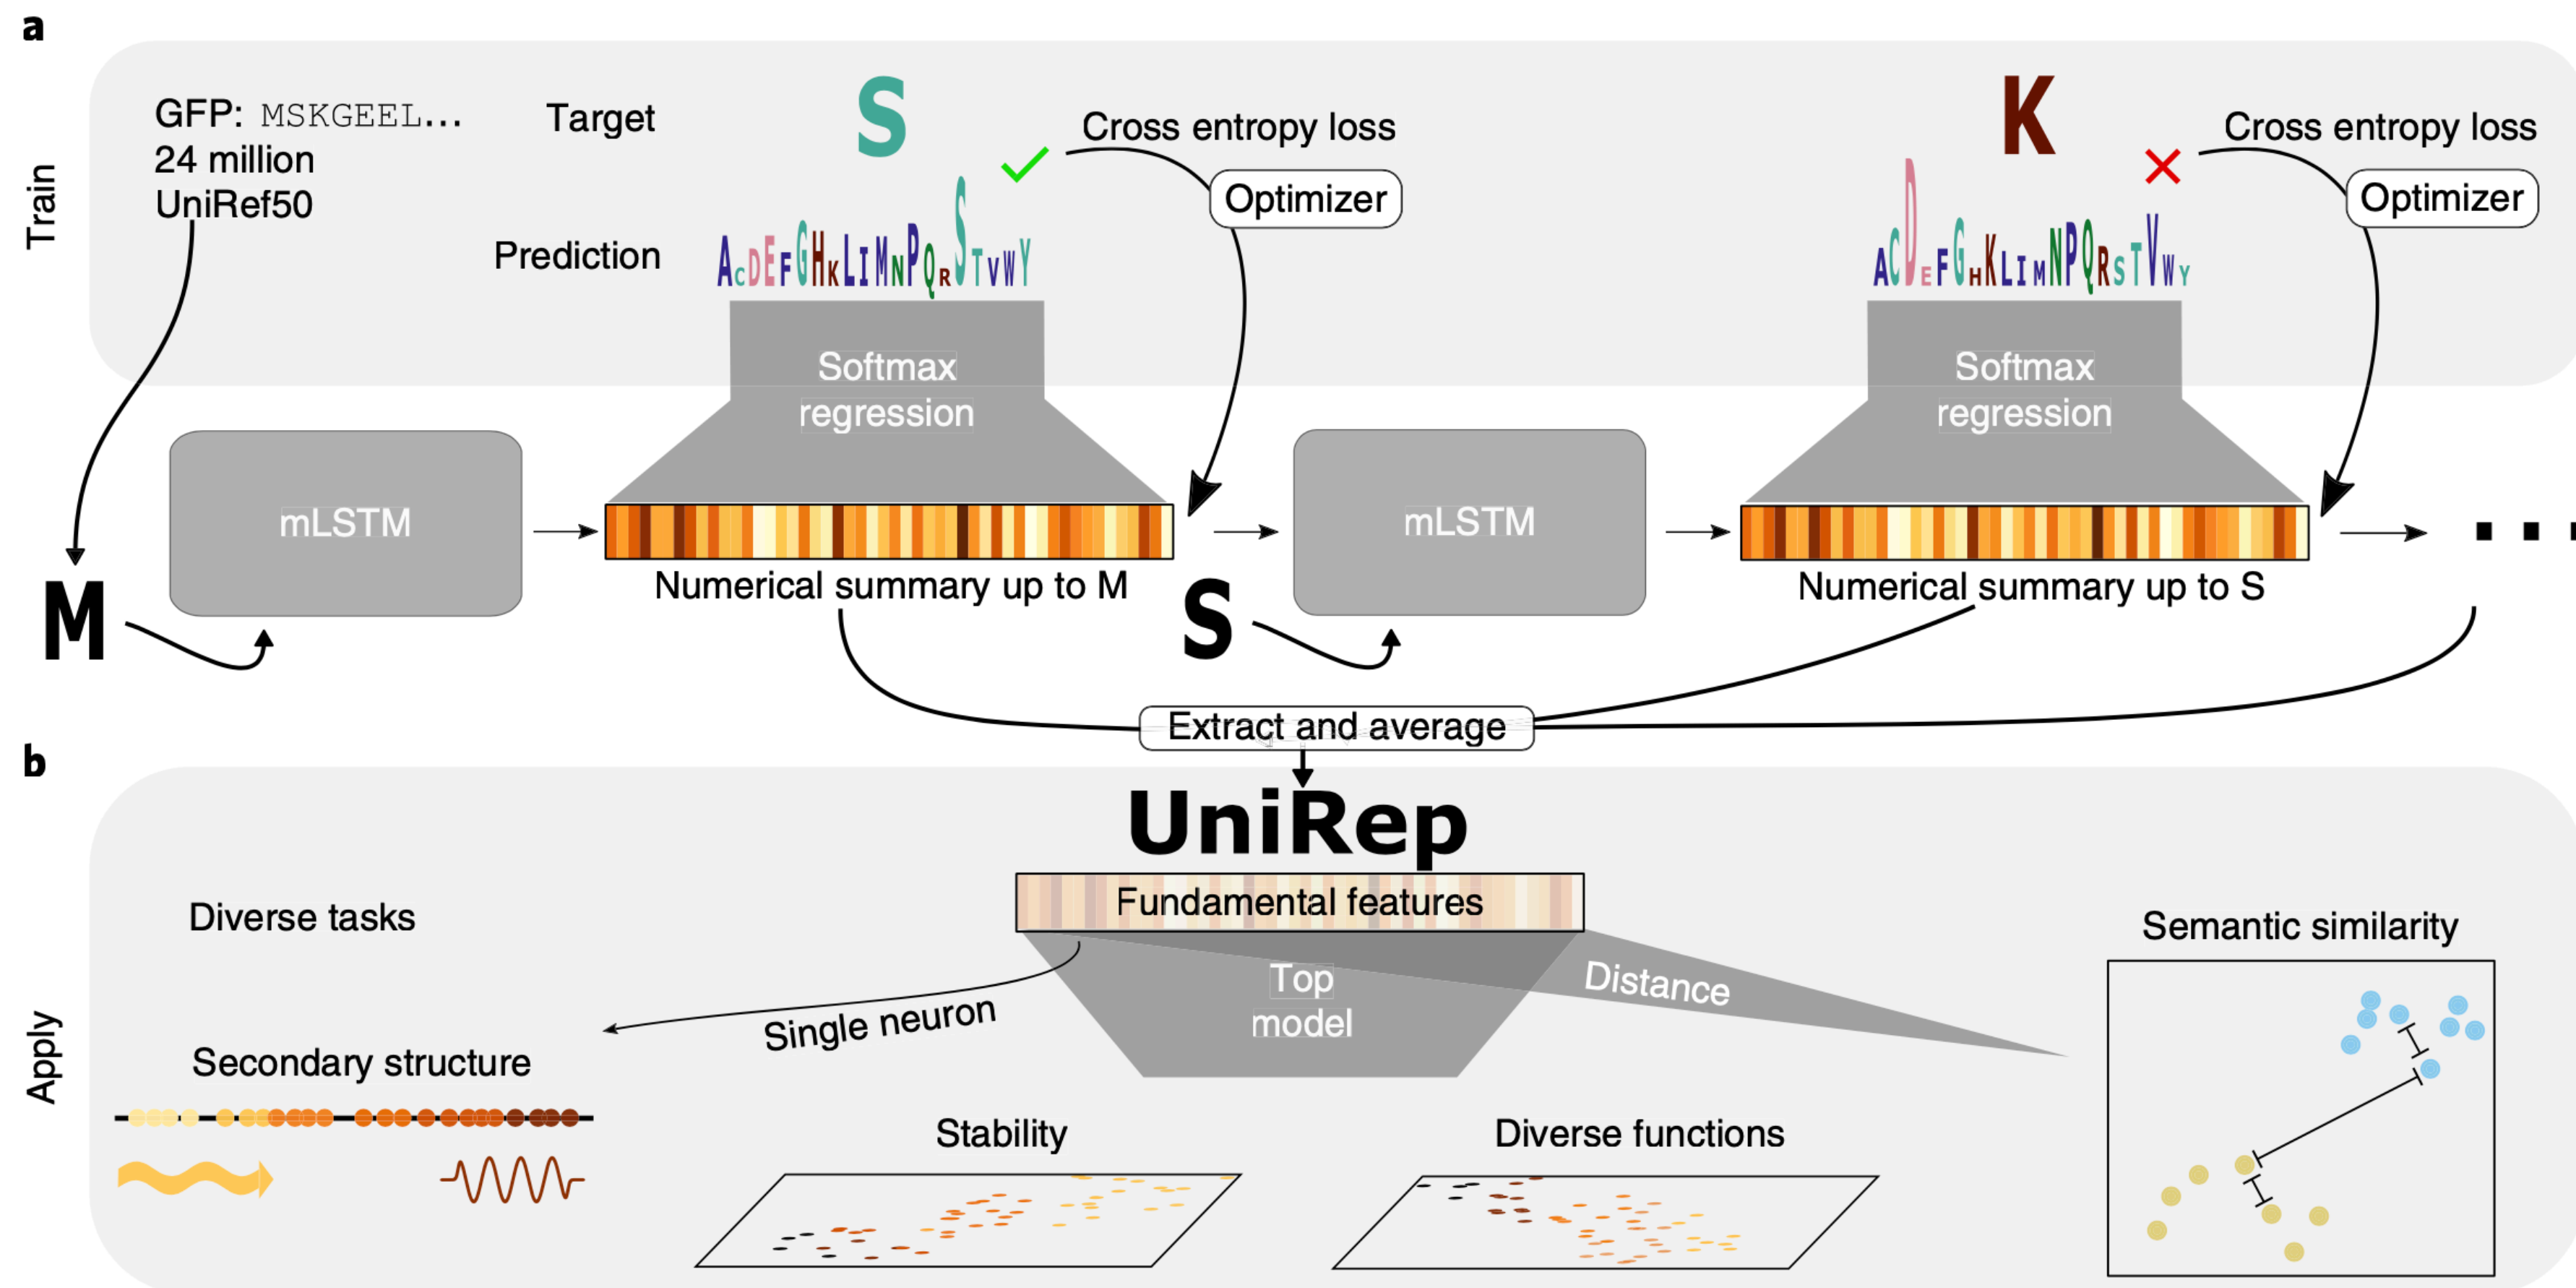 a
Train
GFP: MSKGEEL...
24 million
UniRef50
Target
S
Cross entropy loss
Optimizer
K
Cross entropy loss
Optimizer
Prediction
ACDEFGHKLIMNPQRSTVWY
ACDEFGHKLIMNPQRSTVWY
Softmax
regression
Softmax
regression
mLSTM
mLSTM
...
Numerical summary up to M
Numerical summary up to S
M
S
Extract and average
b
Apply
UniRep
Fundamental features
Diverse tasks
Semantic similarity
Top
model
Distance
Single neuron
Secondary structure
Stability
Diverse functions